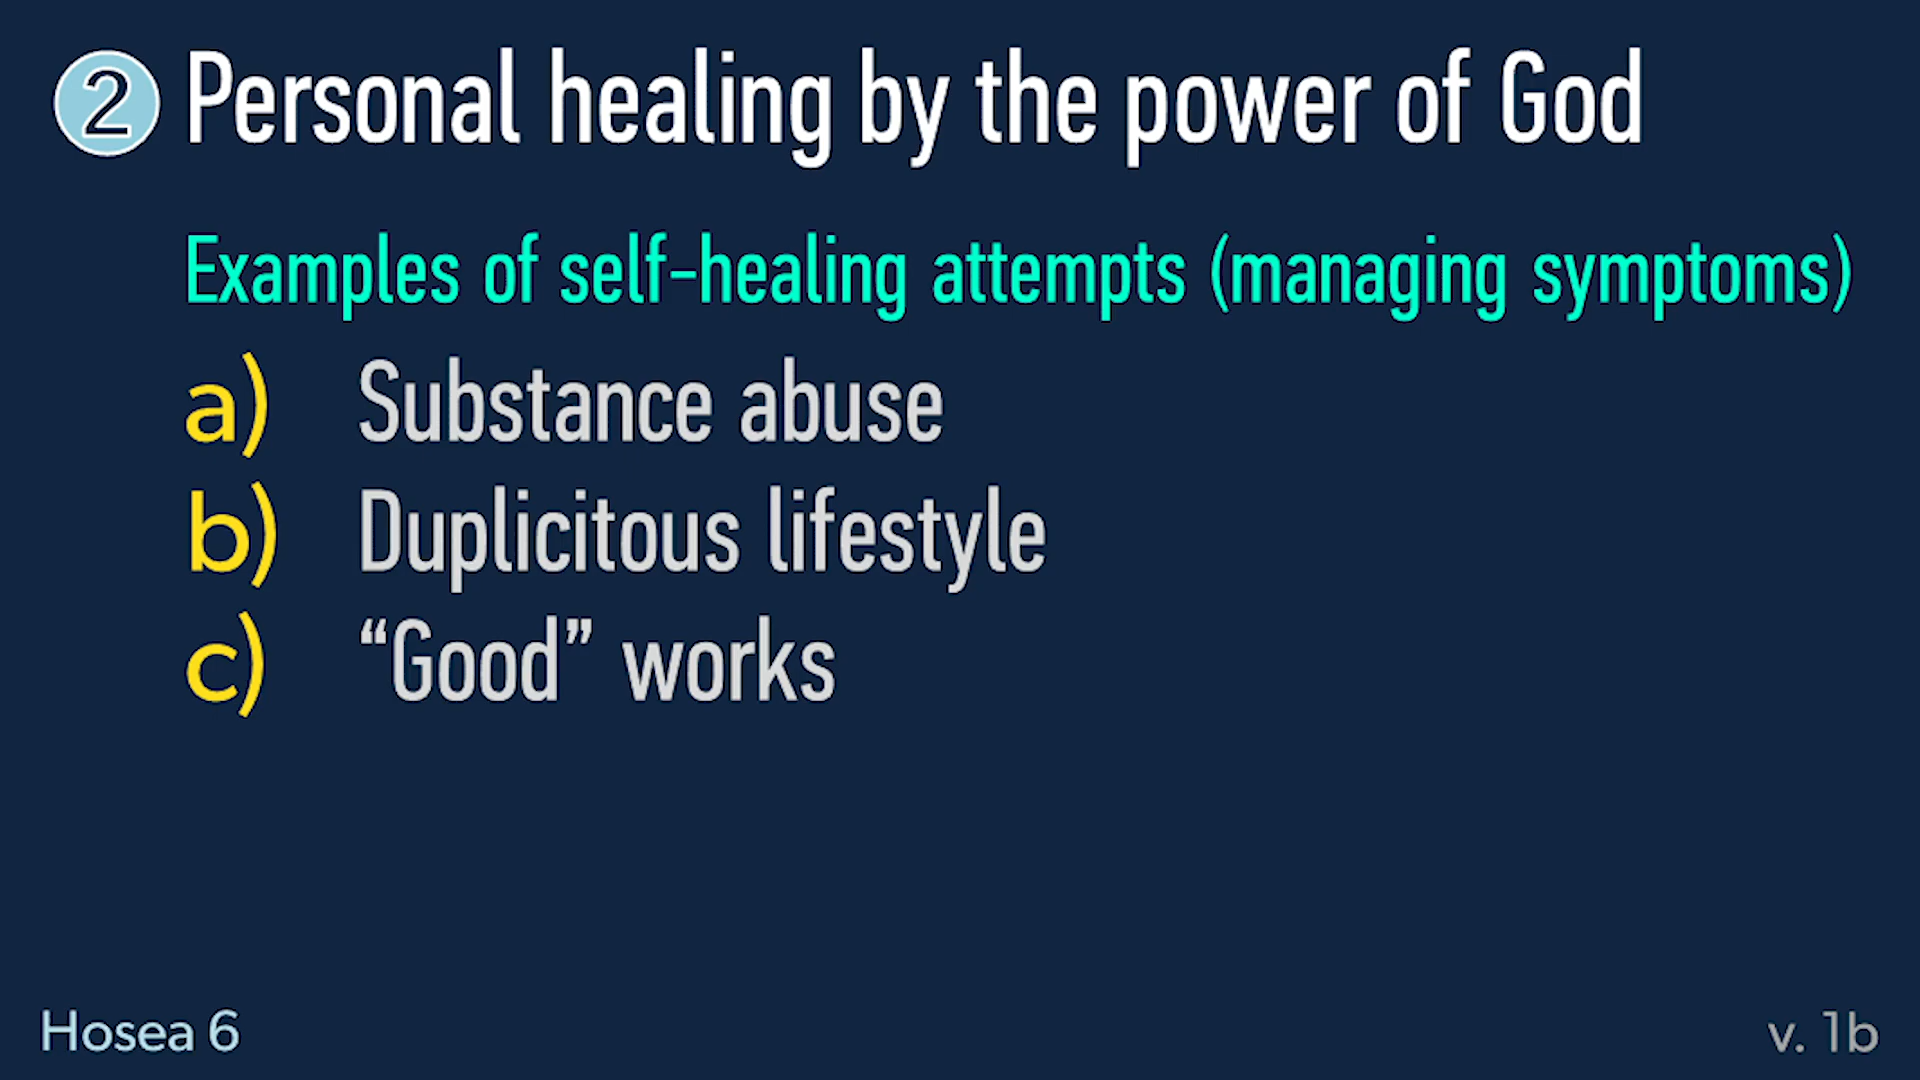 2 Personal healing by the power of God
Examples of self-healing attempts (managing symptoms)
a) Substance abuse
b) Duplicitous lifestyle
c) “Good” works
Hosea 6
v. 1b